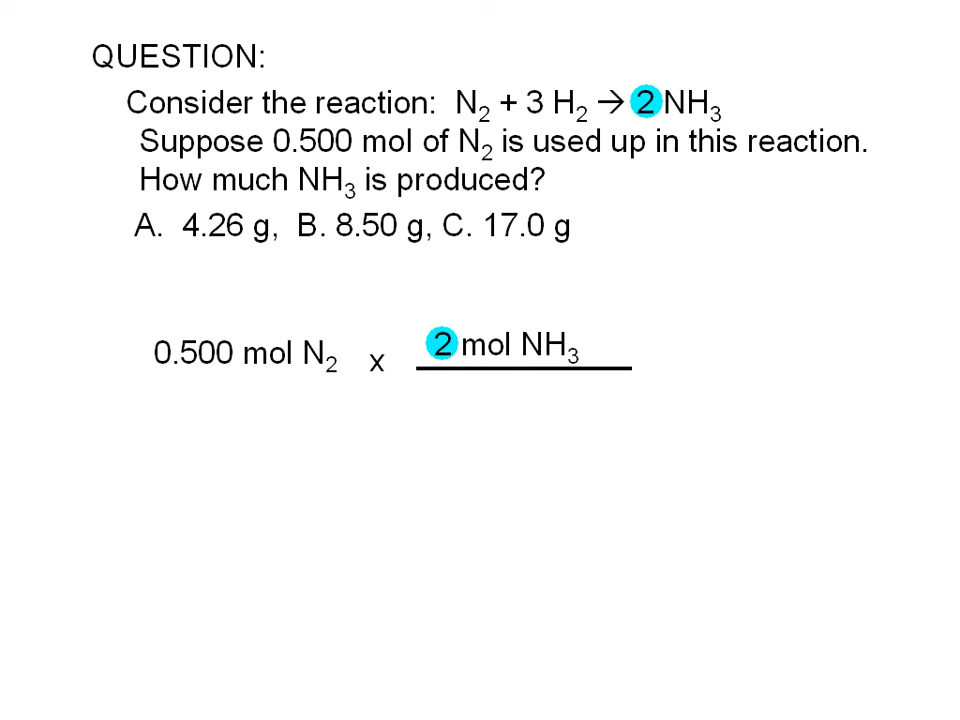 QUESTION:
Consider the reaction: N₂ + 3 H₂ → 2 NH₃
Suppose 0.500 mol of N₂ is used up in this reaction.
How much NH₃ is produced?
A. 4.26 g, B. 8.50 g, C. 17.0 g
0.500 mol N₂ x 2 mol NH₃